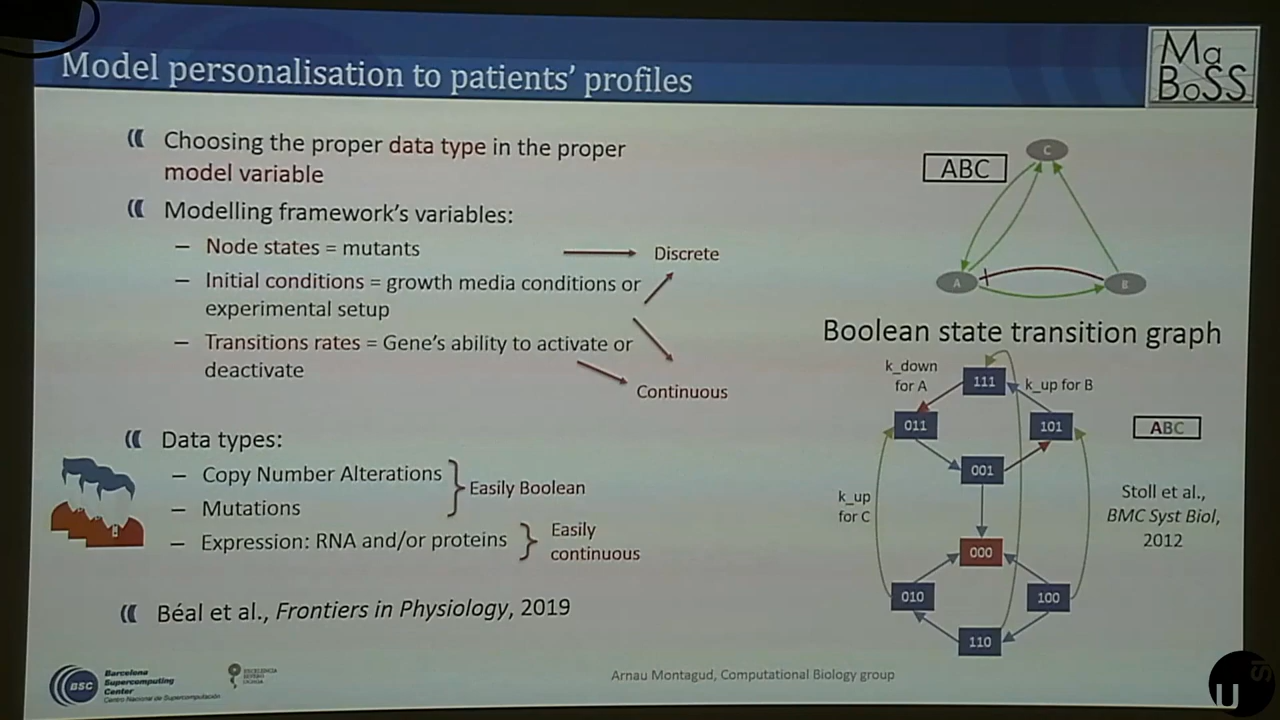 Model personalisation to patients' profiles
Ma
BoSS
Choosing the proper data type in the proper
model variable
Modelling framework's variables:
– Node states = mutants
Discrete
– Initial conditions = growth media conditions or
experimental setup
– Transitions rates = Gene's ability to activate or
deactivate
Continuous
Data types:
– Copy Number Alterations
– Mutations
Easily Boolean
– Expression: RNA and/or proteins
Easily
continuous
Béal et al., Frontiers in Physiology, 2019
ABC
C
A
B
Boolean state transition graph
k_down
for A
111
k_up for B
011
101
ABC
001
k_up
for C
Stoll et al.,
BMC Syst Biol,
2012
000
010
100
110
BSC
Barcelona
Supercomputing
Center
Centro Nacional de Supercomputación
EXCELENCIA
SEVERO
OCHOA
Arnau Montagud, Computational Biology group
U